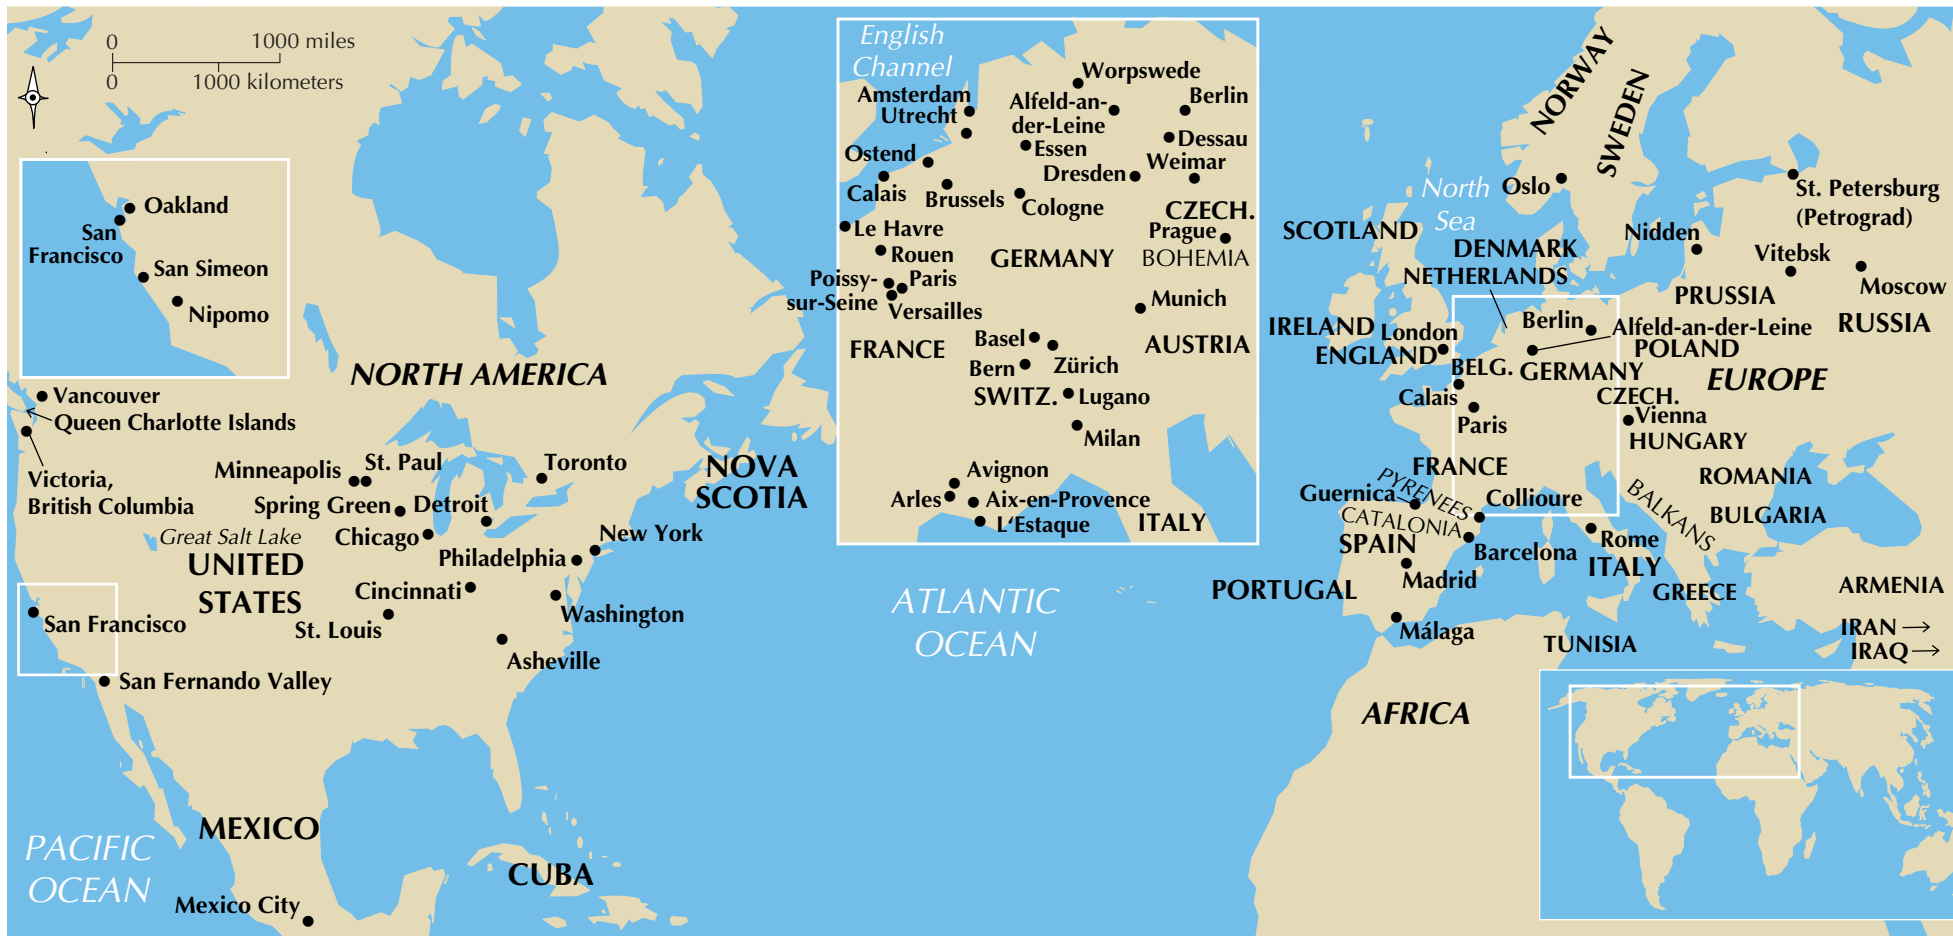 0 1000 miles
0 1000 kilometers
Oakland
San
Francisco
San Simeon
Nipomo
NORTH AMERICA
Vancouver
Queen Charlotte Islands
Victoria,
British Columbia
Minneapolis
St. Paul
Spring Green
Detroit
Toronto
Great Salt Lake
Chicago
New York
Philadelphia
UNITED
STATES
Cincinnati
Washington
St. Louis
San Francisco
Asheville
San Fernando Valley
NOVA
SCOTIA
MEXICO
PACIFIC
OCEAN
CUBA
Mexico City
English
Channel
Worpswede
Amsterdam
Utrecht
Alfeld-an-
der-Leine
Berlin
Essen
Dessau
Ostend
Weimar
Dresden
Calais
Brussels
Cologne
CZECH.
Le Havre
Prague
Rouen
GERMANY
BOHEMIA
Poissy-
sur-Seine
Paris
Versailles
Munich
Basel
FRANCE
AUSTRIA
Bern
Zürich
SWITZ.
Lugano
Milan
Avignon
Arles
Aix-en-Provence
L'Estaque
ITALY
ATLANTIC
OCEAN
NORWAY
SWEDEN
North
Sea
Oslo
St. Petersburg
(Petrograd)
SCOTLAND
DENMARK
Nidden
Vitebsk
NETHERLANDS
Moscow
PRUSSIA
RUSSIA
IRELAND
London
Berlin
Alfeld-an-der-Leine
ENGLAND
POLAND
BELG.
GERMANY
EUROPE
Calais
CZECH.
Paris
Vienna
HUNGARY
FRANCE
ROMANIA
PYRENEES
Guernica
Collioure
BALKANS
CATALONIA
BULGARIA
SPAIN
Barcelona
Rome
Madrid
ITALY
PORTUGAL
GREECE
ARMENIA
Málaga
TUNISIA
IRAN
IRAQ
AFRICA